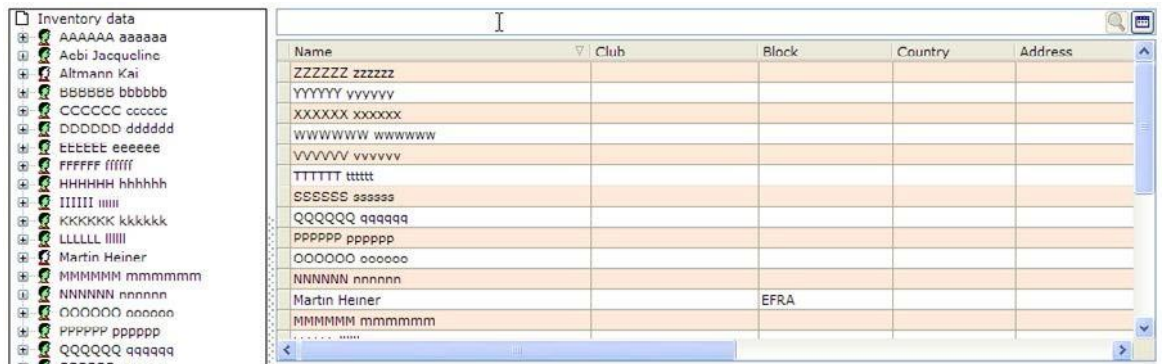 Inventory data
AAAAAA aaaaaa
Aebi Jacqueline
Altmann Kai
BBBBBB bbbbbb
CCCCCC cccccc
DDDDDD dddddd
EEEEEE eeeeee
FFFFFF ffffff
HHHHHH hhhhhh
IIIIII iiiiii
KKKKKK kkkkkk
LLLLLL llllll
Martin Heiner
MMMMMM mmmmmm
NNNNNN nnnnnn
OOOOOO oooooo
PPPPPP pppppp
QQQQQQ qqqqqq
Name Club Block Country Address
ZZZZZZ zzzzzz
YYYYYY yyyyyy
XXXXXX xxxxxx
WWWWWW wwwwww
VVVVVV vvvvvv
TTTTTT tttttt
SSSSSS ssssss
QQQQQQ qqqqqq
PPPPPP pppppp
OOOOOO oooooo
NNNNNN nnnnnn
Martin Heiner EFRA
MMMMMM mmmmmm